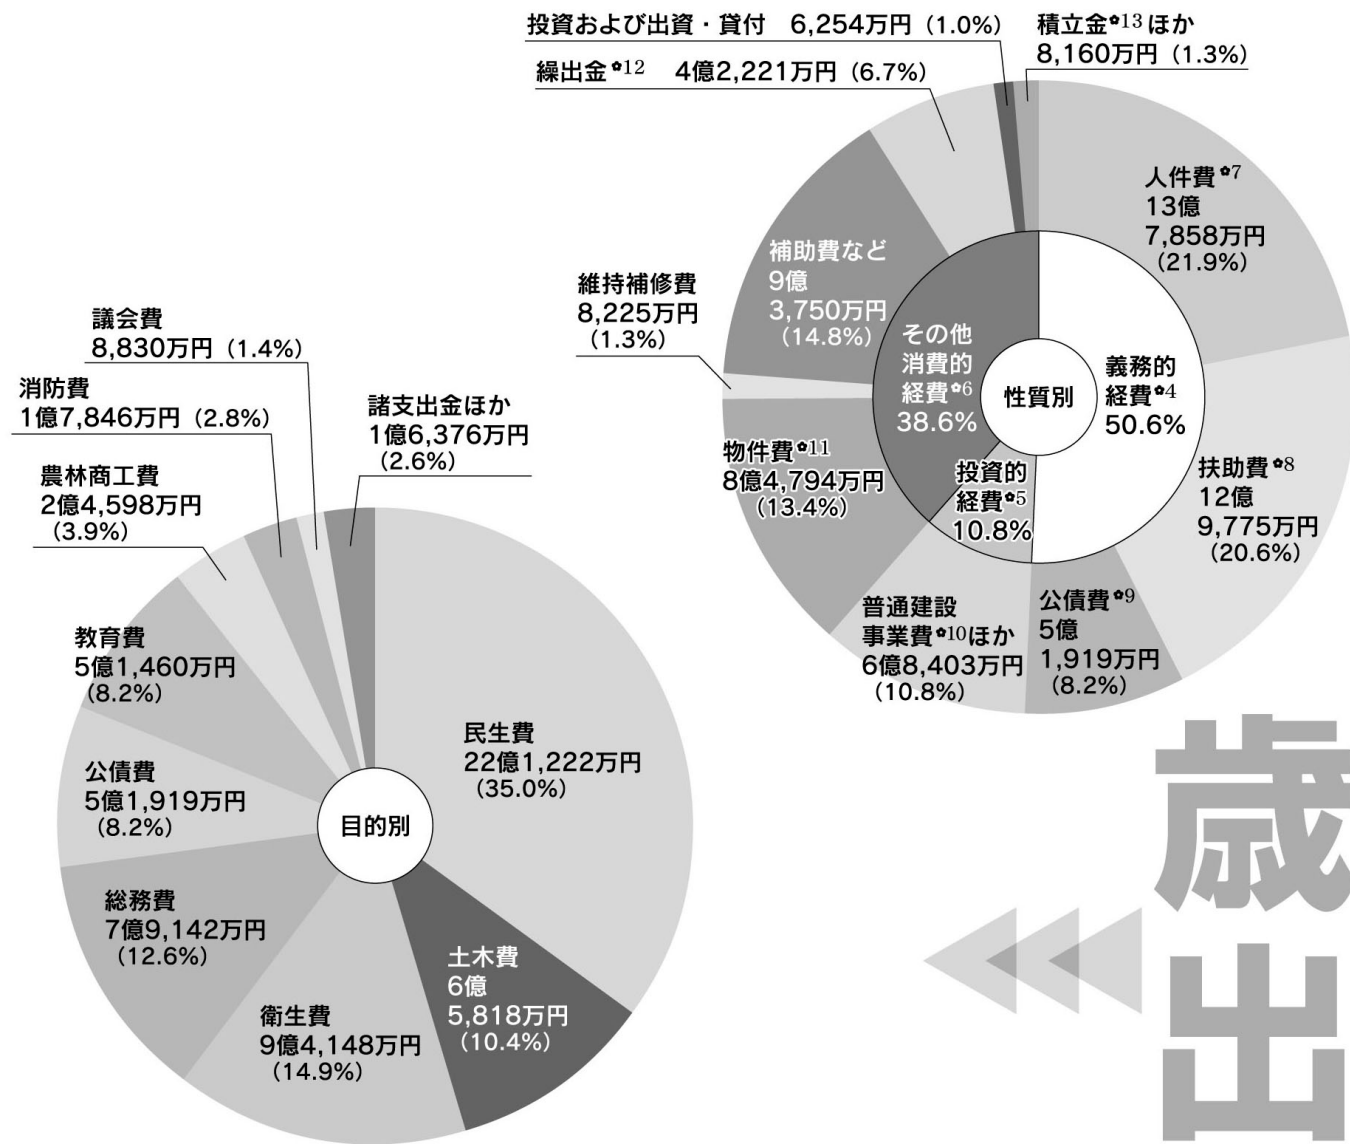 投資および出資・貸付 6,254万円（1.0%）
繰出金✿12 4億2,221万円（6.7%）
積立金✿13ほか
8,160万円（1.3%）
人件費✿7
13億
7,858万円
（21.9%）
補助費など
9億
3,750万円
（14.8%）
維持補修費
8,225万円
（1.3%）
その他
消費的
経費✿6
38.6%
性質別
義務的
経費✿4
50.6%
物件費✿11
8億4,794万円
（13.4%）
投資的
経費✿5
10.8%
扶助費✿8
12億
9,775万円
（20.6%）
普通建設
事業費✿10ほか
6億8,403万円
（10.8%）
公債費✿9
5億
1,919万円
（8.2%）
議会費
8,830万円（1.4%）
消防費
1億7,846万円（2.8%）
諸支出金ほか
1億6,376万円
（2.6%）
農林商工費
2億4,598万円
（3.9%）
教育費
5億1,460万円
（8.2%）
民生費
22億1,222万円
（35.0%）
公債費
5億1,919万円
（8.2%）
目的別
総務費
7億9,142万円
（12.6%）
土木費
6億
5,818万円
（10.4%）
衛生費
9億4,148万円
（14.9%）
歳出